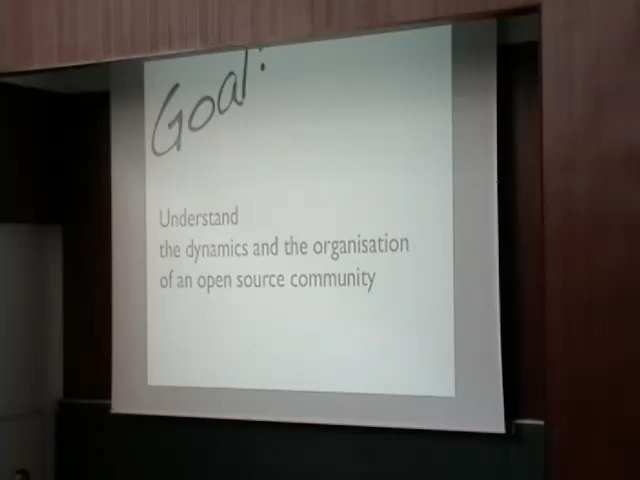 Goal:
Understand
the dynamics and the organisation
of an open source community